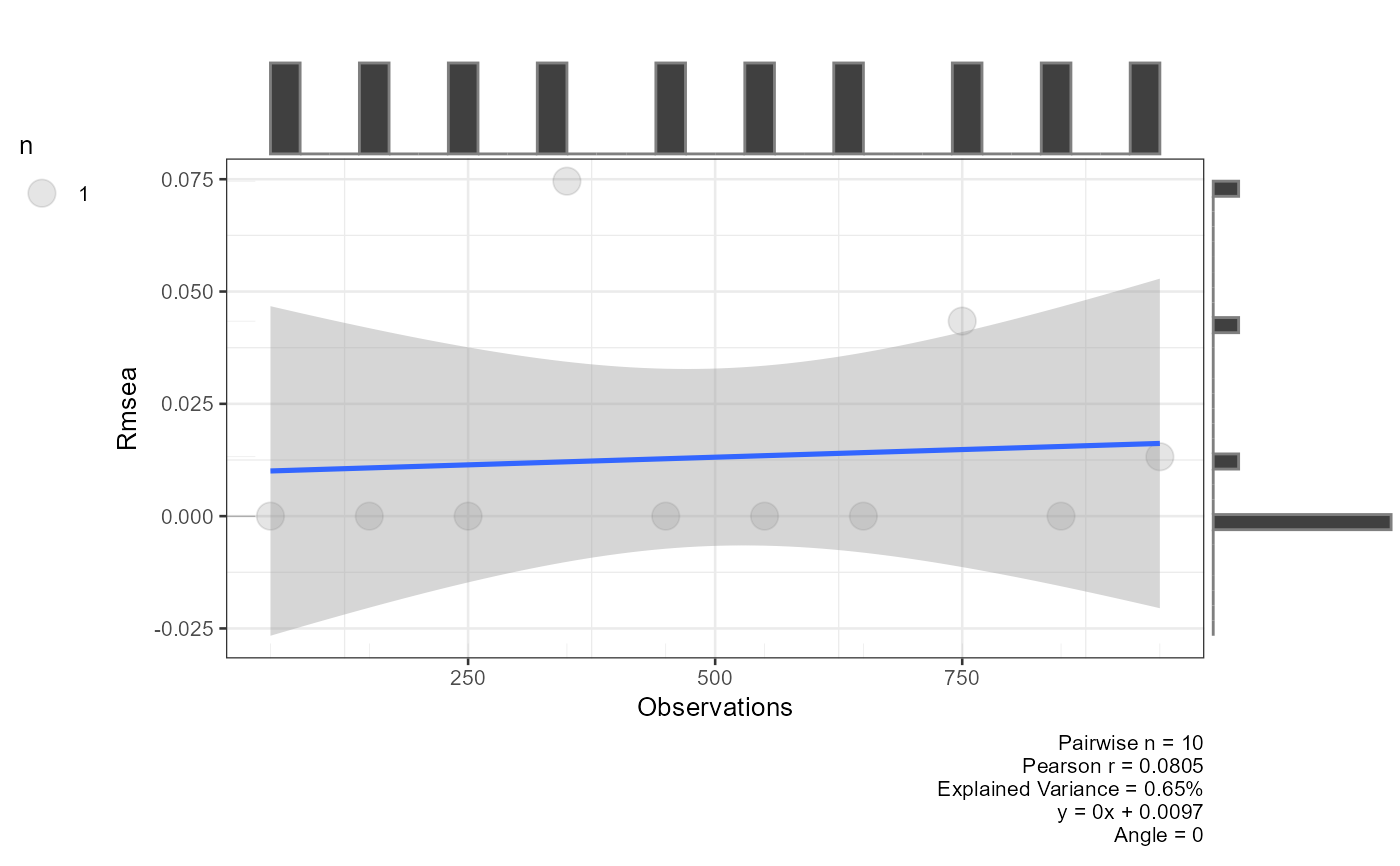 n
1
0.075
0.050
0.025
0.000
-0.025
Rmsea
250
500
750
Observations
Pairwise n = 10
Pearson r = 0.0805
Explained Variance = 0.65%
y = 0x + 0.0097
Angle = 0